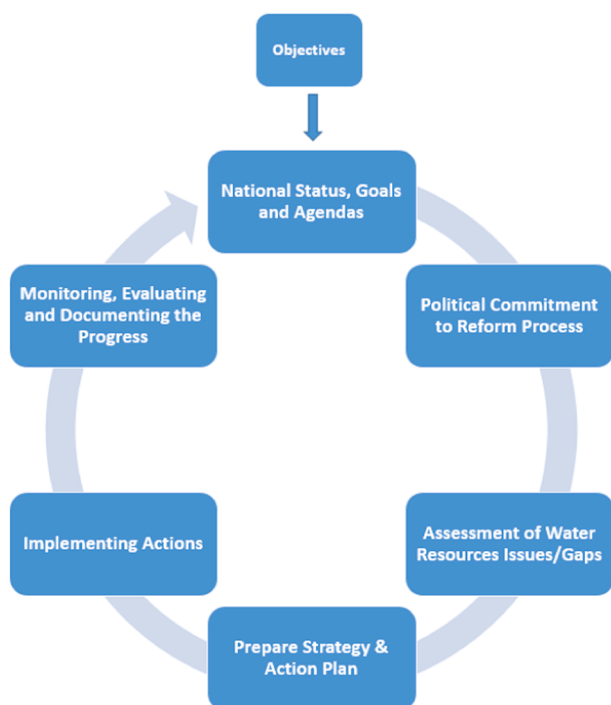 Objectives
National Status, Goals
and Agendas
Political Commitment
to Reform Process
Assessment of Water
Resources Issues/Gaps
Prepare Strategy &
Action Plan
Implementing Actions
Monitoring, Evaluating
and Documenting the
Progress